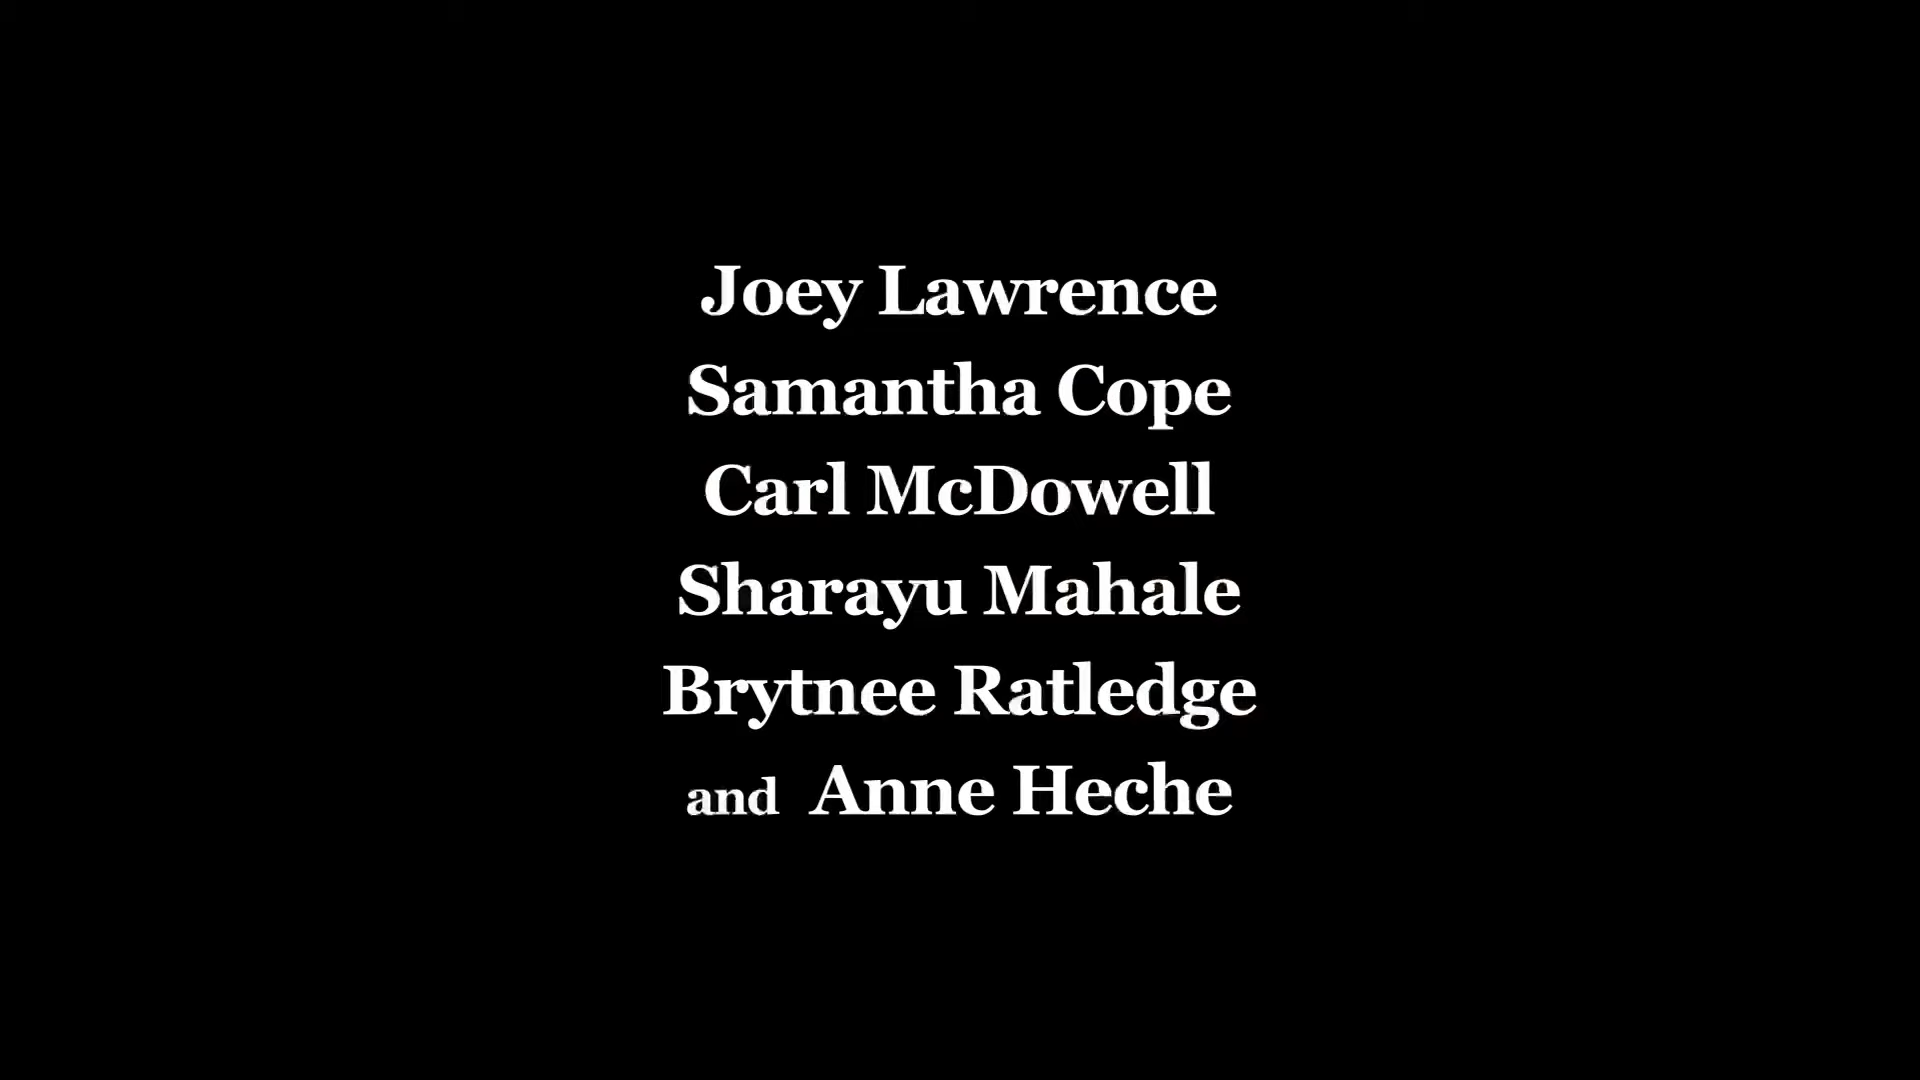 Joey Lawrence
Samantha Cope
Carl McDowell
Sharayu Mahale
Brytnee Ratledge
and Anne Heche